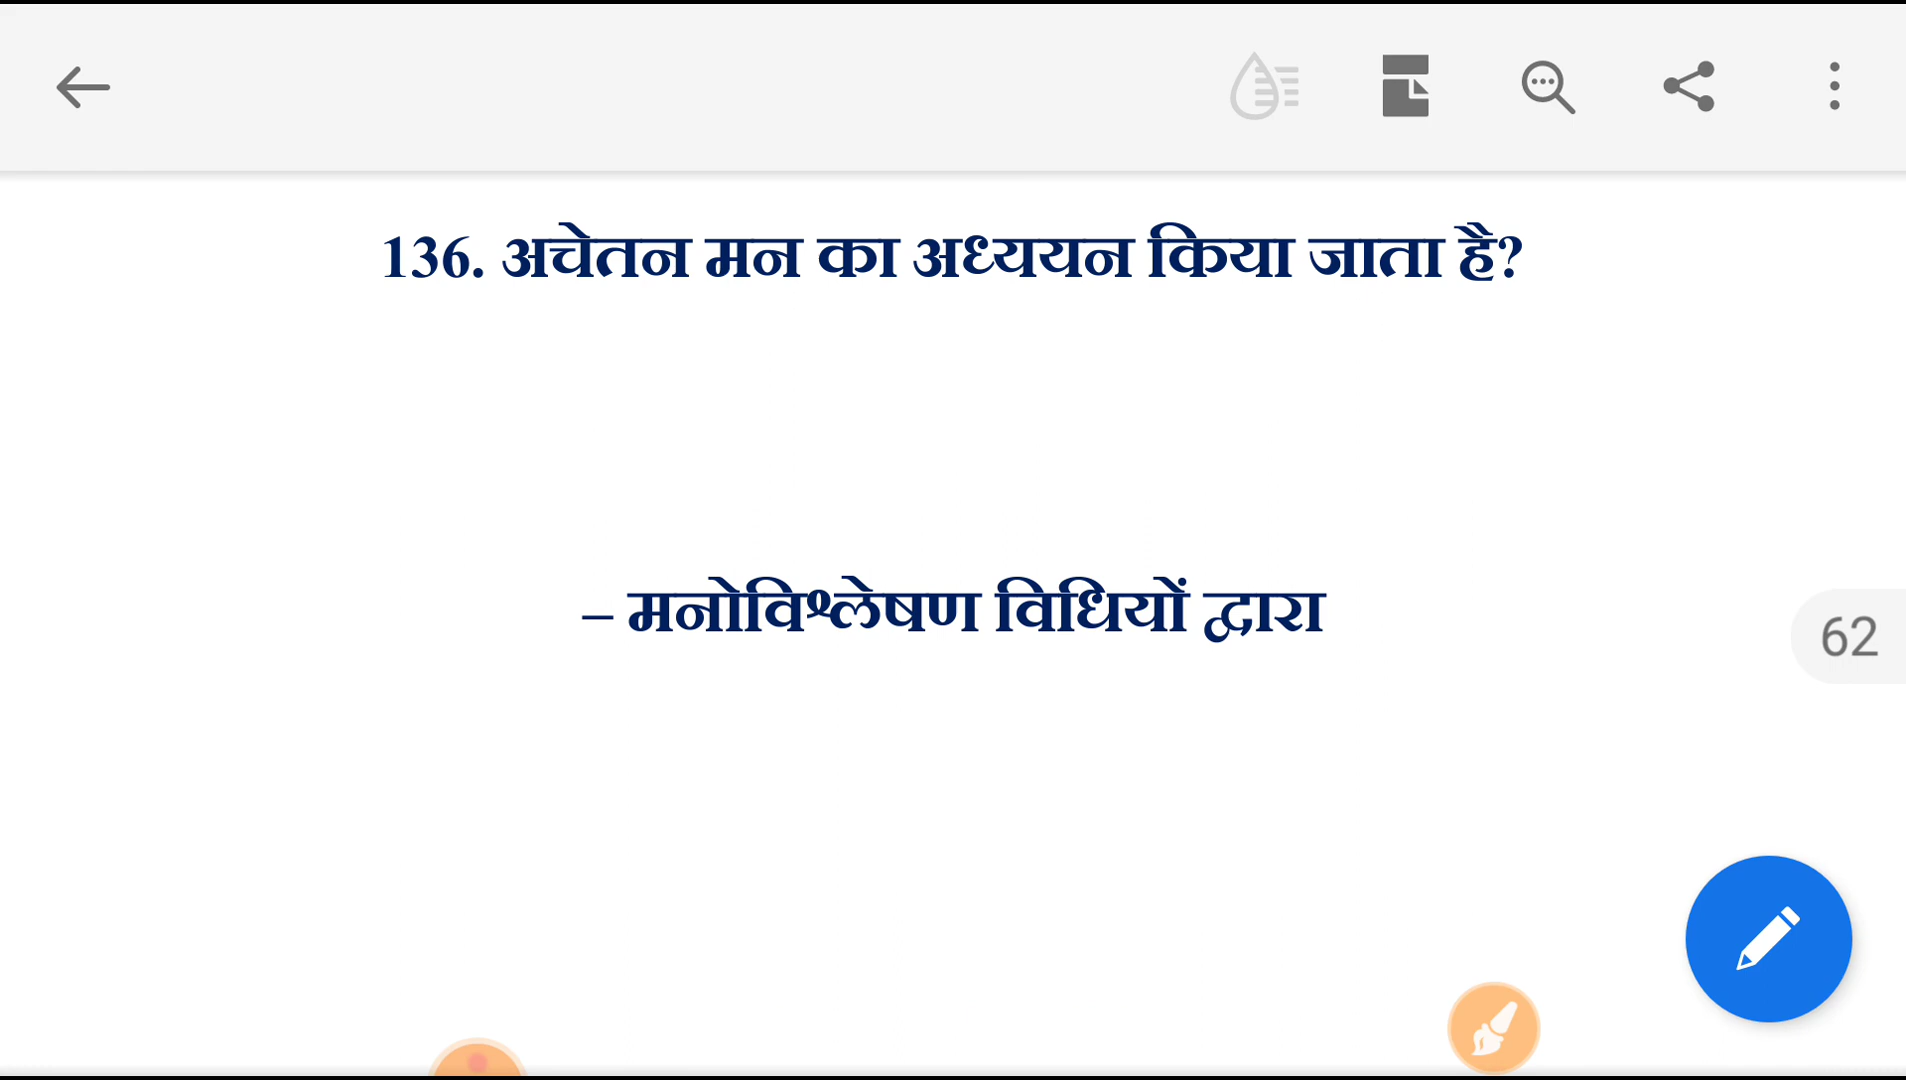 136. अचेतन मन का अध्ययन किया जाता है?
– मनोविश्लेषण विधियों द्वारा
62